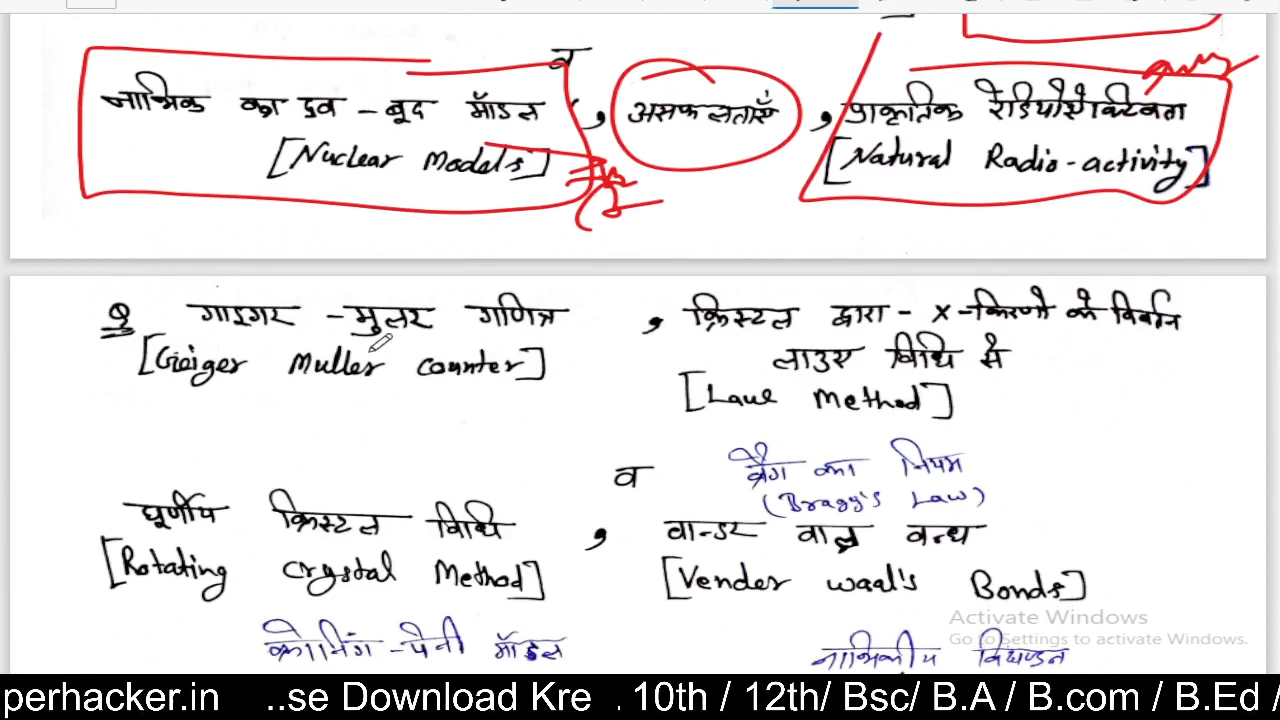 व
नाभिक का द्रव - बूद मॉडल , असफलताएँ , प्राकृतिक रेडियोएक्टिवता
[Nuclear Models] [Natural Radio-activity]
Q गाइगर - मुलर गणित्र , क्रिस्टल द्वारा - X - किरणो के विवर्तन
[Geiger Muller counter] लाउए विधि से
[Laue Method]
व ब्रैग का नियम
(Bragg's Law)
घूर्णीय क्रिस्टल विधि , वान्डर वाल्स बन्ध
[Rotating crystal Method] [Vender waal's Bonds]
Activate Windows
Go to Settings to activate Windows.
क्रोनिंग - पेनी मॉडल नाभिकीय विखण्डन
perhacker.in ..se Download Kre . 10th / 12th/ Bsc/ B.A / B.com / B.Ed /